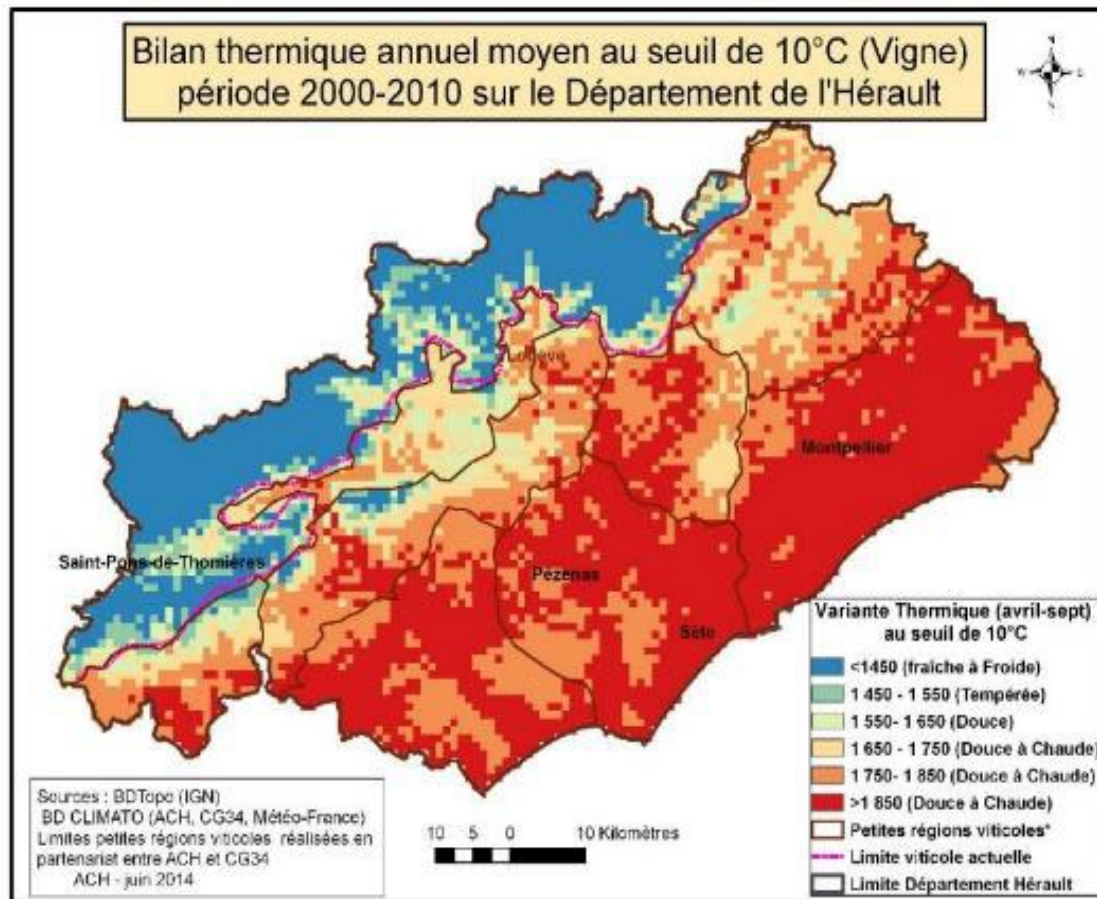 Bilan thermique annuel moyen au seuil de 10°C (Vigne)
période 2000-2010 sur le Département de l'Hérault
N
W
E
S
Lodève
Montpellier
Saint-Pons-de-Thomières
Pézenas
Sète
Variante Thermique (avril-sept)
au seuil de 10°C
<1450 (fraîche à Froide)
1 450 - 1 550 (Tempérée)
1 550- 1 650 (Douce)
1 650 - 1 750 (Douce à Chaude)
1 750- 1 850 (Douce à Chaude)
>1 850 (Douce à Chaude)
Petites régions viticoles*
Limite viticole actuelle
Limite Département Hérault
Sources : BDTopo (IGN)
BD CLIMATO (ACH, CG34, Météo-France)
Limites petites régions viticoles réalisées en
partenariat entre ACH et CG34
ACH - juin 2014
10 5 0 10 Kilomètres